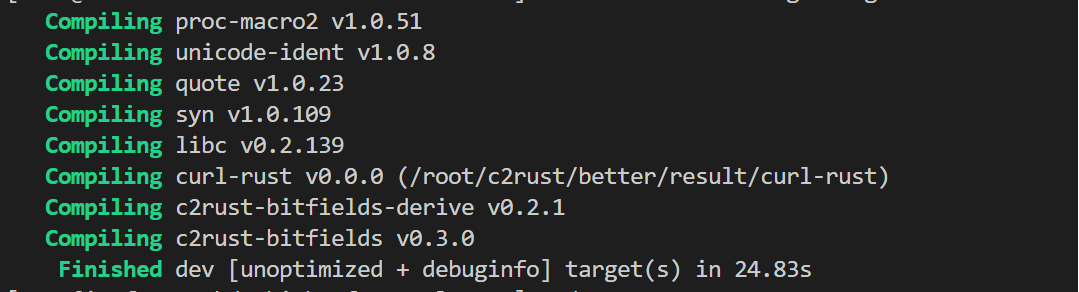 Compiling proc-macro2 v1.0.51
Compiling unicode-ident v1.0.8
Compiling quote v1.0.23
Compiling syn v1.0.109
Compiling libc v0.2.139
Compiling curl-rust v0.0.0 (/root/c2rust/better/result/curl-rust)
Compiling c2rust-bitfields-derive v0.2.1
Compiling c2rust-bitfields v0.3.0
Finished dev [unoptimized + debuginfo] target(s) in 24.83s